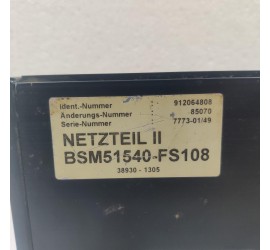 Ident.-Nummer : 912064808
Änderungs-Nummer : 85070
Serie-Nummer : 7773-01/49
NETZTEIL II
BSM51540-FS108
38930 - 1305